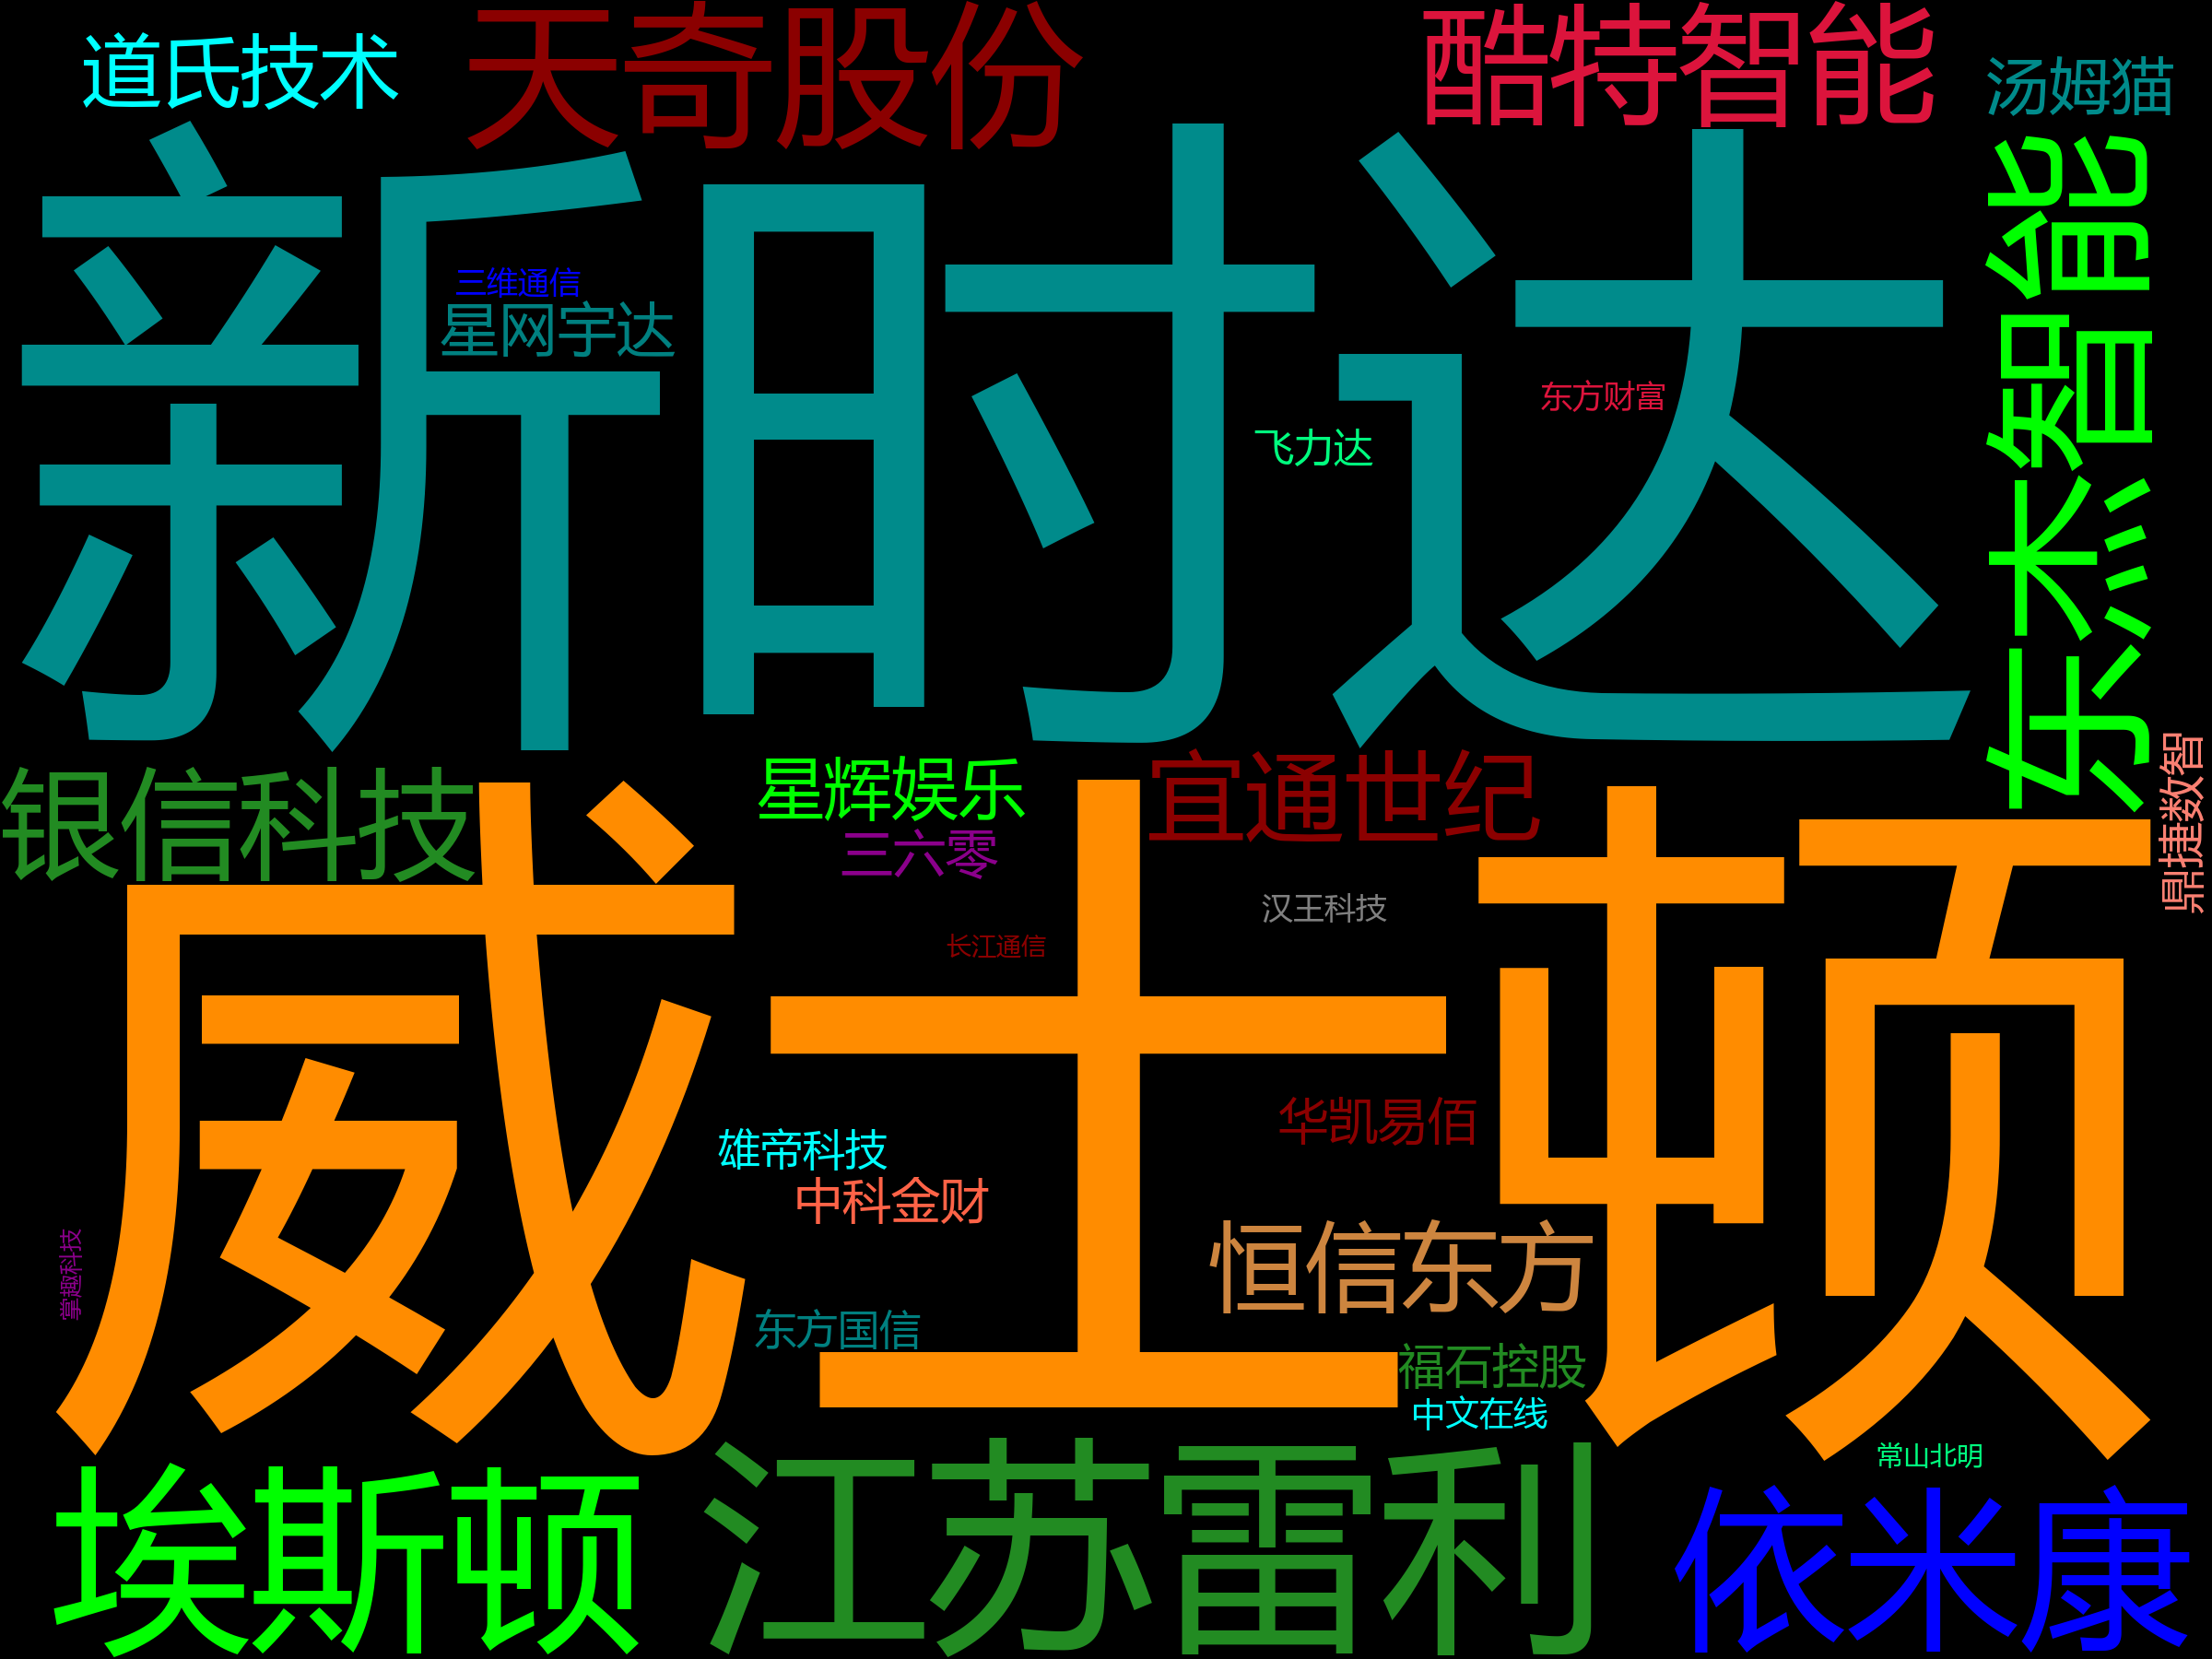 道氏技术
天奇股份
酷特智能
汤姆猫
新时达
三维通信
星网宇达
东方财富
飞力达
东杰智能
鼎捷数智
银信科技
星辉娱乐
宜通世纪
三六零
汉王科技
长江通信
威士顿
华凯易佰
雄帝科技
中科金财
恒信东方
掌趣科技
东方国信
福石控股
中文在线
常山北明
埃斯顿
江苏雷利
依米康